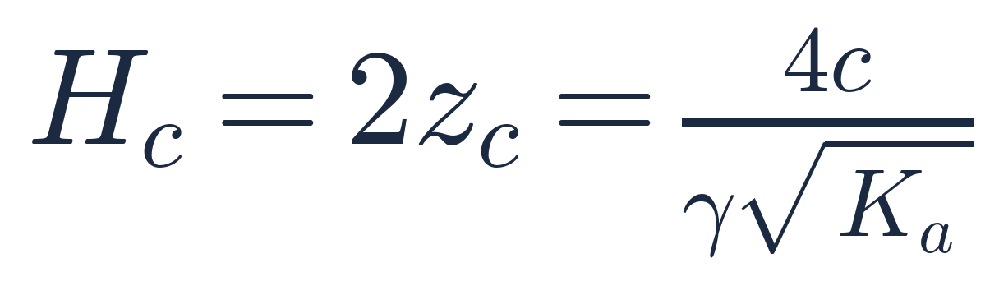 $H_c = 2z_c = \frac{4c}{\gamma\sqrt{K_a}}$